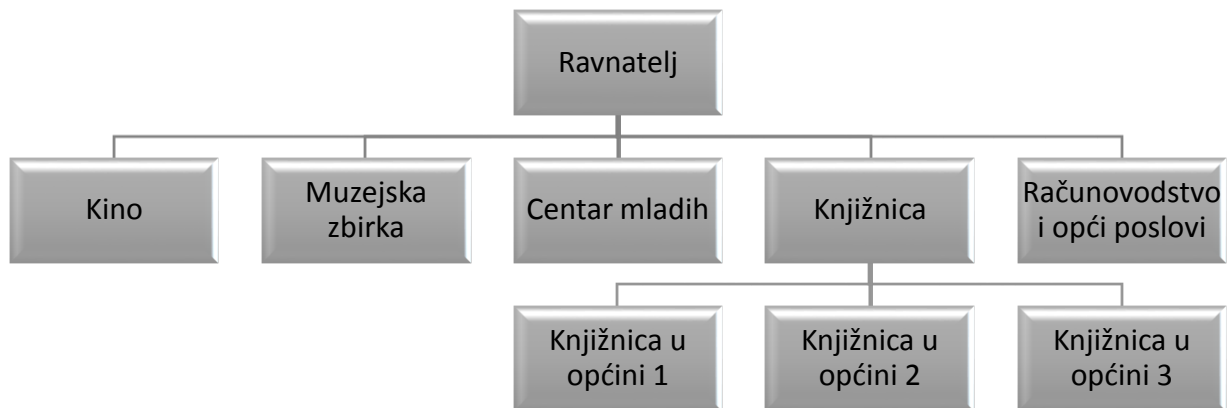 Ravnatelj
Kino
Muzejska
zbirka
Centar mladih
Knjižnica
Računovodstvo
i opći poslovi
Knjižnica u
općini 1
Knjižnica u
općini 2
Knjižnica u
općini 3